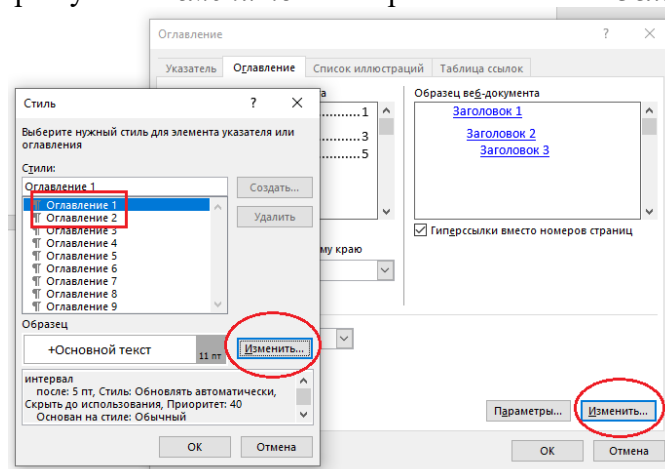 Оглавление ? ×
Указатель Оглавление Список иллюстраций Таблица ссылок
Образец веб-документа
1
3
5
Заголовок 1
Заголовок 2
Заголовок 3
Гиперссылки вместо номеров страниц
му краю
Параметры... Изменить...
ОК Отмена
Стиль ? ×
Выберите нужный стиль для элемента указателя или
оглавления
Стили:
Оглавление 1 Создать...
¶ Оглавление 1
¶ Оглавление 2 Удалить
¶ Оглавление 3
¶ Оглавление 4
¶ Оглавление 5
¶ Оглавление 6
¶ Оглавление 7
¶ Оглавление 8
¶ Оглавление 9
Образец
+Основной текст 11 пт Изменить...
интервал
после: 5 пт, Стиль: Обновлять автоматически,
Скрыть до использования, Приоритет: 40
Основан на стиле: Обычный
ОК Отмена